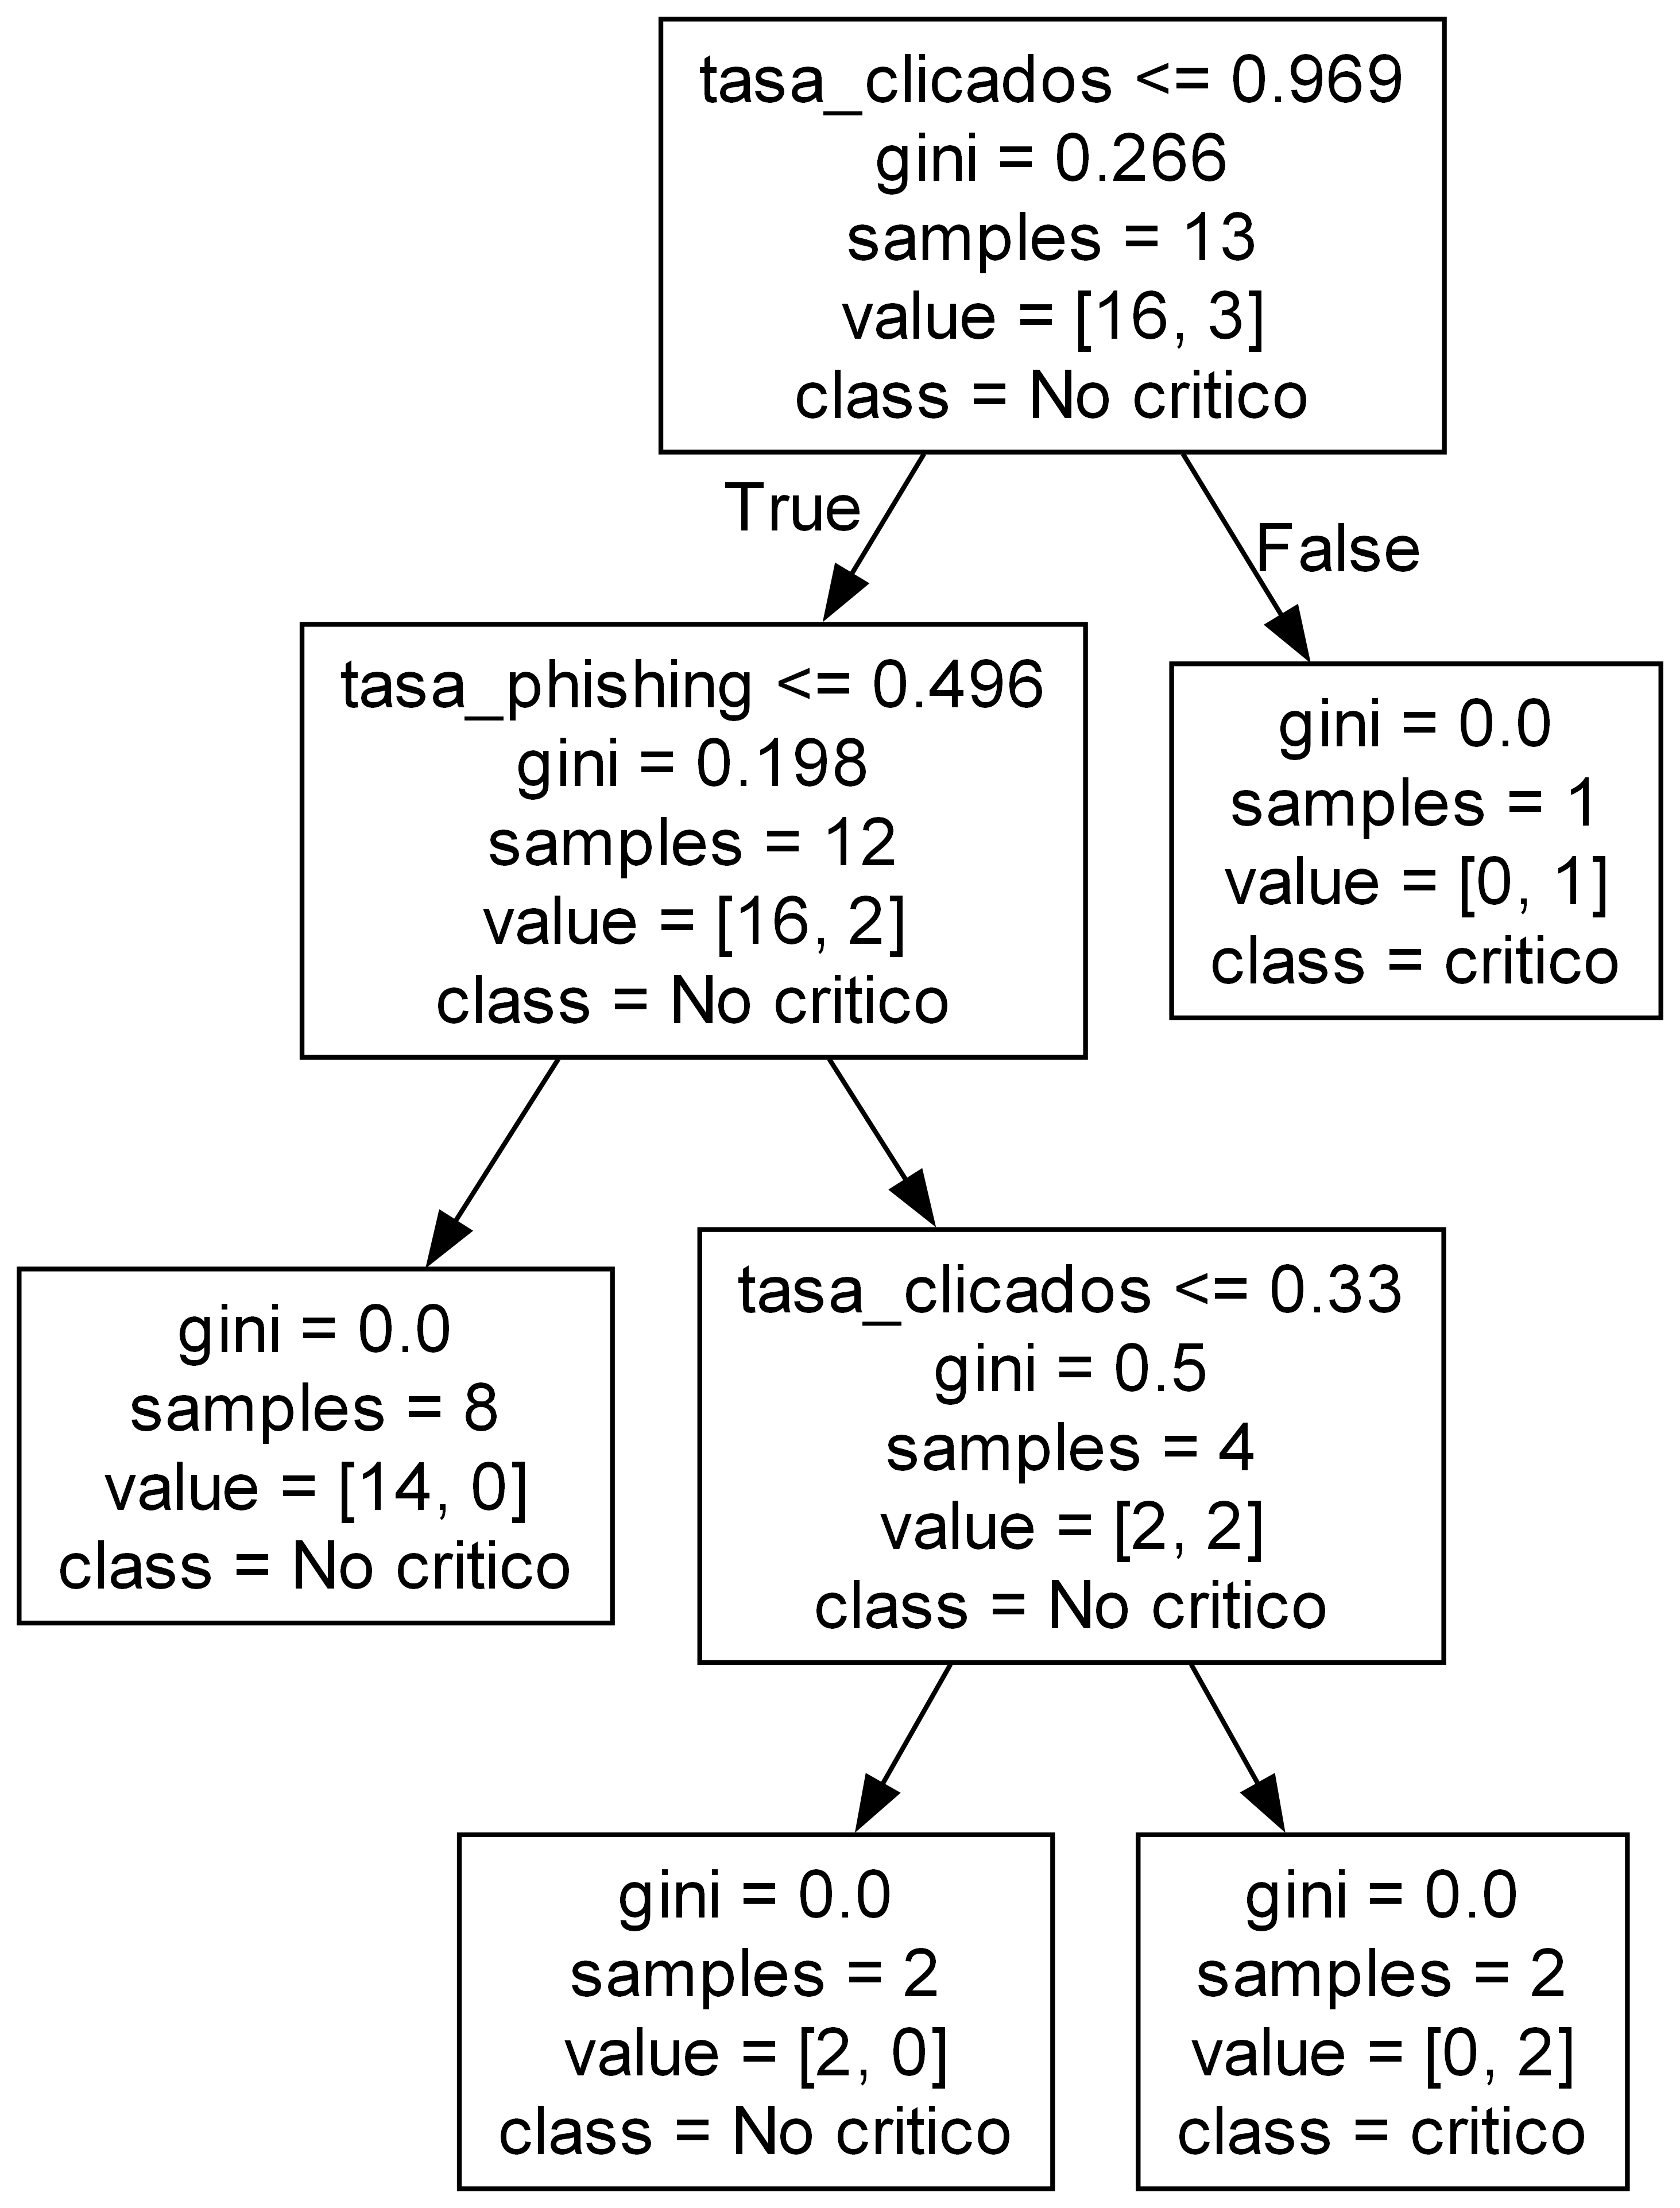 tasa_clicados <= 0.969
gini = 0.266
samples = 13
value = [16, 3]
class = No critico
True
False
tasa_phishing <= 0.496
gini = 0.198
samples = 12
value = [16, 2]
class = No critico
gini = 0.0
samples = 1
value = [0, 1]
class = critico
gini = 0.0
samples = 8
value = [14, 0]
class = No critico
tasa_clicados <= 0.33
gini = 0.5
samples = 4
value = [2, 2]
class = No critico
gini = 0.0
samples = 2
value = [2, 0]
class = No critico
gini = 0.0
samples = 2
value = [0, 2]
class = critico